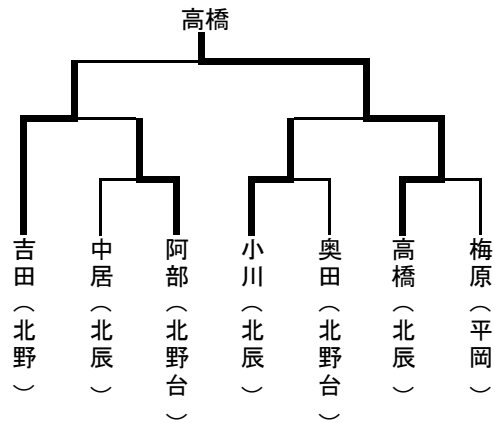 高橋
吉田（北野）
中居（北辰）
阿部（北野台）
小川（北辰）
奥田（北野台）
高橋（北辰）
梅原（平岡）